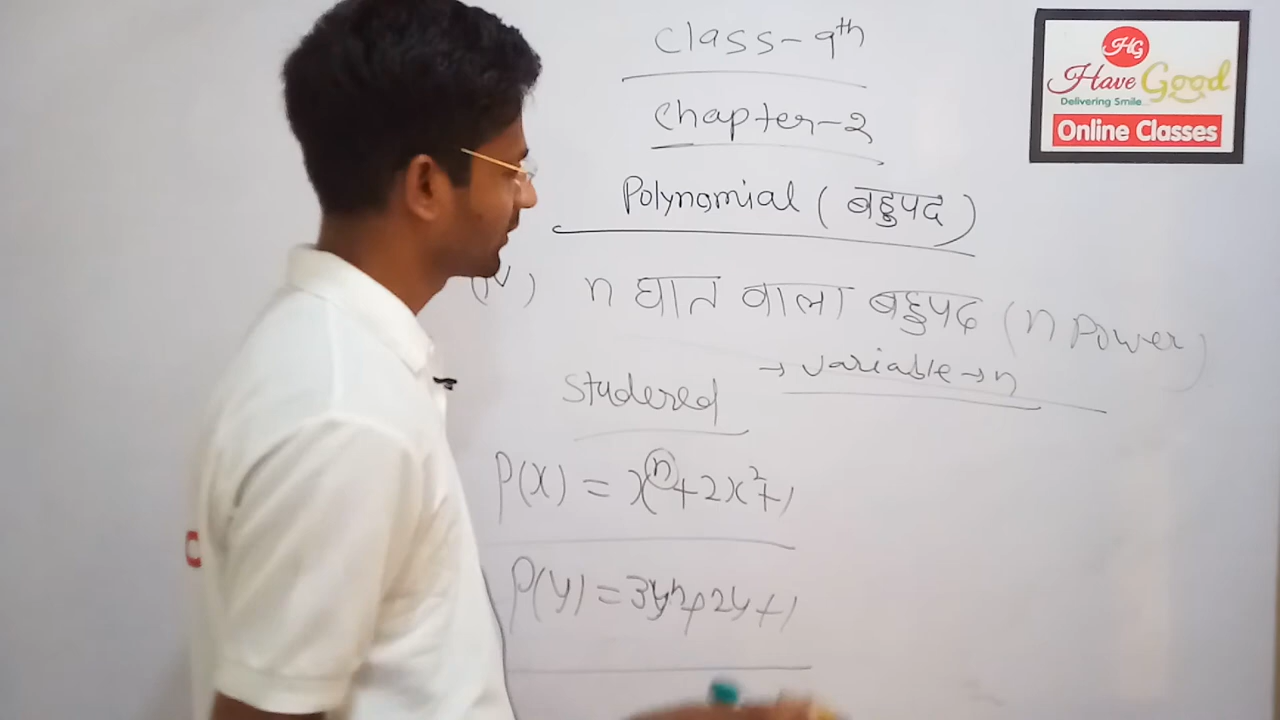 Class-9th
Chapter-2
Polynomial (बहुपद)
(iv) n घात वाला बहुपद (n Power)
→ variable → n
Studered
P(x) = xⁿ+2x²+1
P(y) = 3yⁿ+2y+1
HG
Have Good
Delivering Smile...
Online Classes